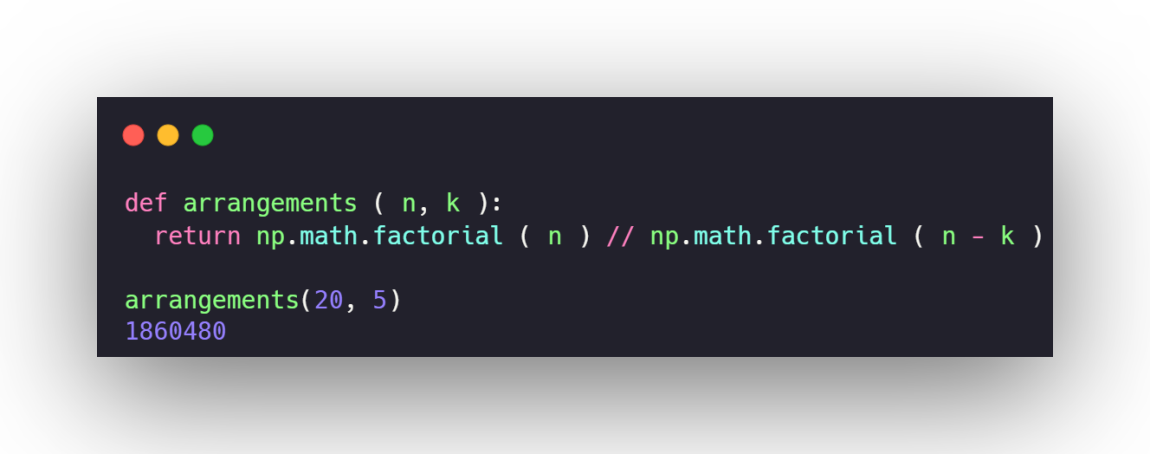 def arrangements ( n, k ):
  return np.math.factorial ( n ) // np.math.factorial ( n - k )
arrangements(20, 5)
1860480